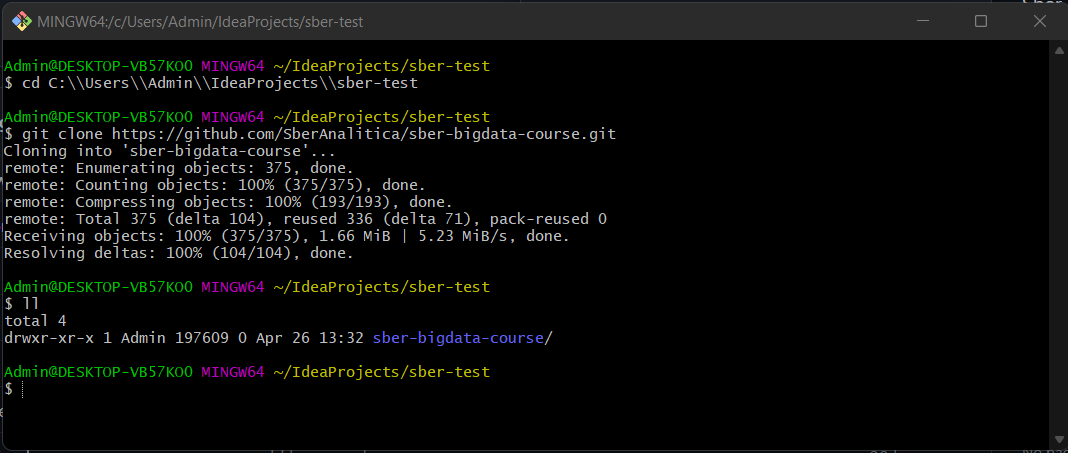 MINGW64:/c/Users/Admin/IdeaProjects/sber-test
Admin@DESKTOP-VB57KOO MINGW64 ~/IdeaProjects/sber-test
$ cd C:\\Users\\Admin\\IdeaProjects\\sber-test
Admin@DESKTOP-VB57KOO MINGW64 ~/IdeaProjects/sber-test
$ git clone https://github.com/SberAnalitica/sber-bigdata-course.git
Cloning into 'sber-bigdata-course'...
remote: Enumerating objects: 375, done.
remote: Counting objects: 100% (375/375), done.
remote: Compressing objects: 100% (193/193), done.
remote: Total 375 (delta 104), reused 336 (delta 71), pack-reused 0
Receiving objects: 100% (375/375), 1.66 MiB | 5.23 MiB/s, done.
Resolving deltas: 100% (104/104), done.
Admin@DESKTOP-VB57KOO MINGW64 ~/IdeaProjects/sber-test
$ ll
total 4
drwxr-xr-x 1 Admin 197609 0 Apr 26 13:32 sber-bigdata-course/
Admin@DESKTOP-VB57KOO MINGW64 ~/IdeaProjects/sber-test
$